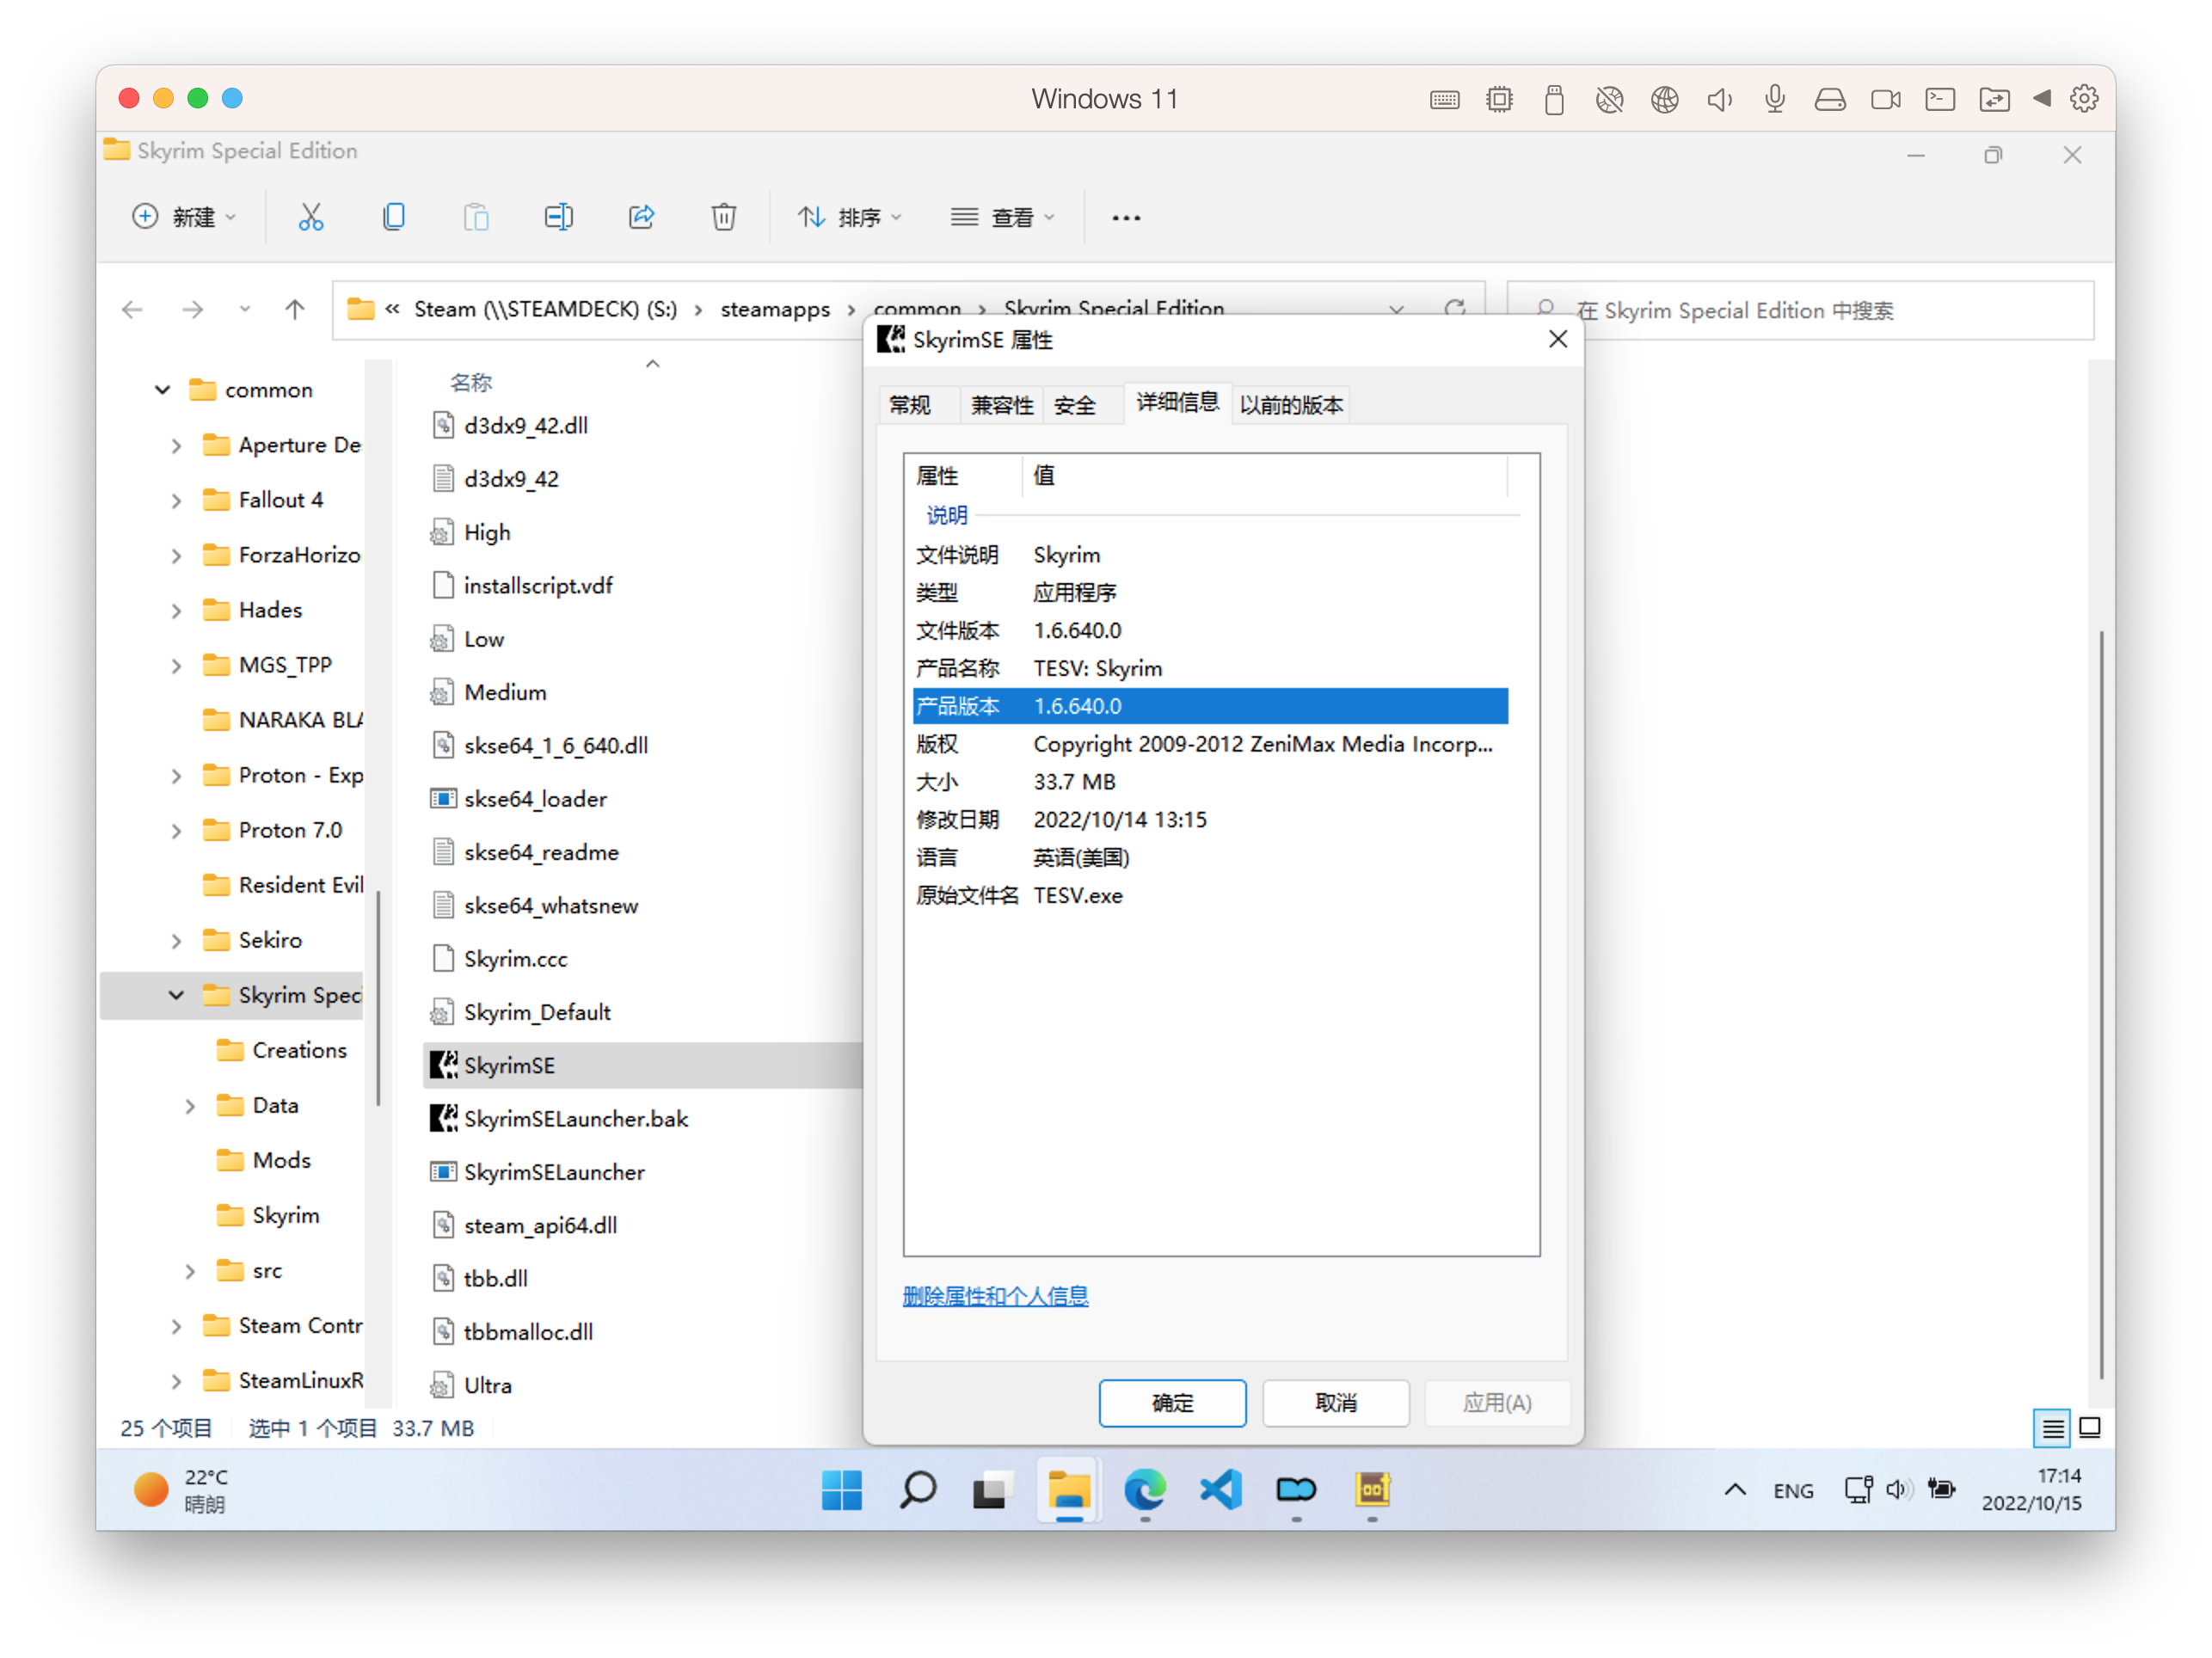 Windows 11
Skyrim Special Edition
新建
排序
查看
« Steam (\\STEAMDECK) (S:) › steamapps › common › Skyrim Special Edition
在 Skyrim Special Edition 中搜索
common
Aperture De
Fallout 4
ForzaHorizo
Hades
MGS_TPP
NARAKA BLA
Proton - Exp
Proton 7.0
Resident Evil
Sekiro
Skyrim Speci
Creations
Data
Mods
Skyrim
src
Steam Contr
SteamLinuxR
名称
d3dx9_42.dll
d3dx9_42
High
installscript.vdf
Low
Medium
skse64_1_6_640.dll
skse64_loader
skse64_readme
skse64_whatsnew
Skyrim.ccc
Skyrim_Default
SkyrimSE
SkyrimSELauncher.bak
SkyrimSELauncher
steam_api64.dll
tbb.dll
tbbmalloc.dll
Ultra
SkyrimSE 属性
常规 兼容性 安全 详细信息 以前的版本
属性 值
说明
文件说明 Skyrim
类型 应用程序
文件版本 1.6.640.0
产品名称 TESV: Skyrim
产品版本 1.6.640.0
版权 Copyright 2009-2012 ZeniMax Media Incorp...
大小 33.7 MB
修改日期 2022/10/14 13:15
语言 英语(美国)
原始文件名 TESV.exe
删除属性和个人信息
确定 取消 应用(A)
25 个项目 选中 1 个项目 33.7 MB
22°C
晴朗
ENG
17:14
2022/10/15